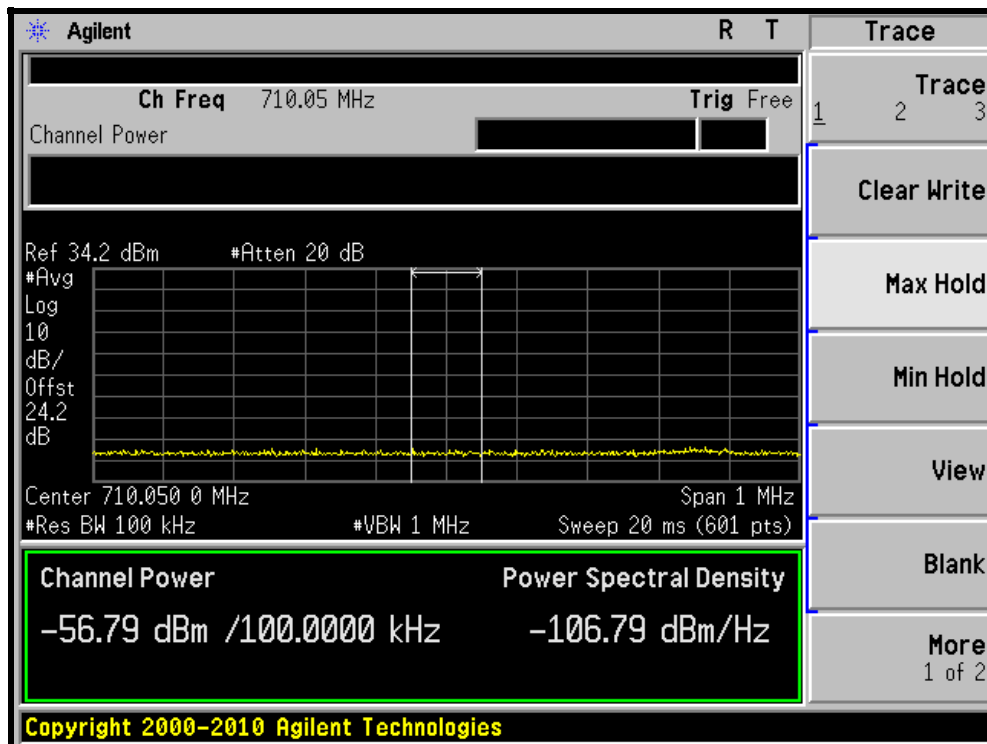 Agilent R T
Trace
Ch Freq 710.05 MHz Trig Free
Channel Power
Trace
1 2 3
Clear Write
Max Hold
Min Hold
View
Blank
More
1 of 2
Ref 34.2 dBm #Atten 20 dB
#Avg
Log
10
dB/
Offst
24.2
dB
Center 710.050 0 MHz Span 1 MHz
#Res BW 100 kHz #VBW 1 MHz Sweep 20 ms (601 pts)
Channel Power Power Spectral Density
-56.79 dBm /100.0000 kHz -106.79 dBm/Hz
Copyright 2000-2010 Agilent Technologies